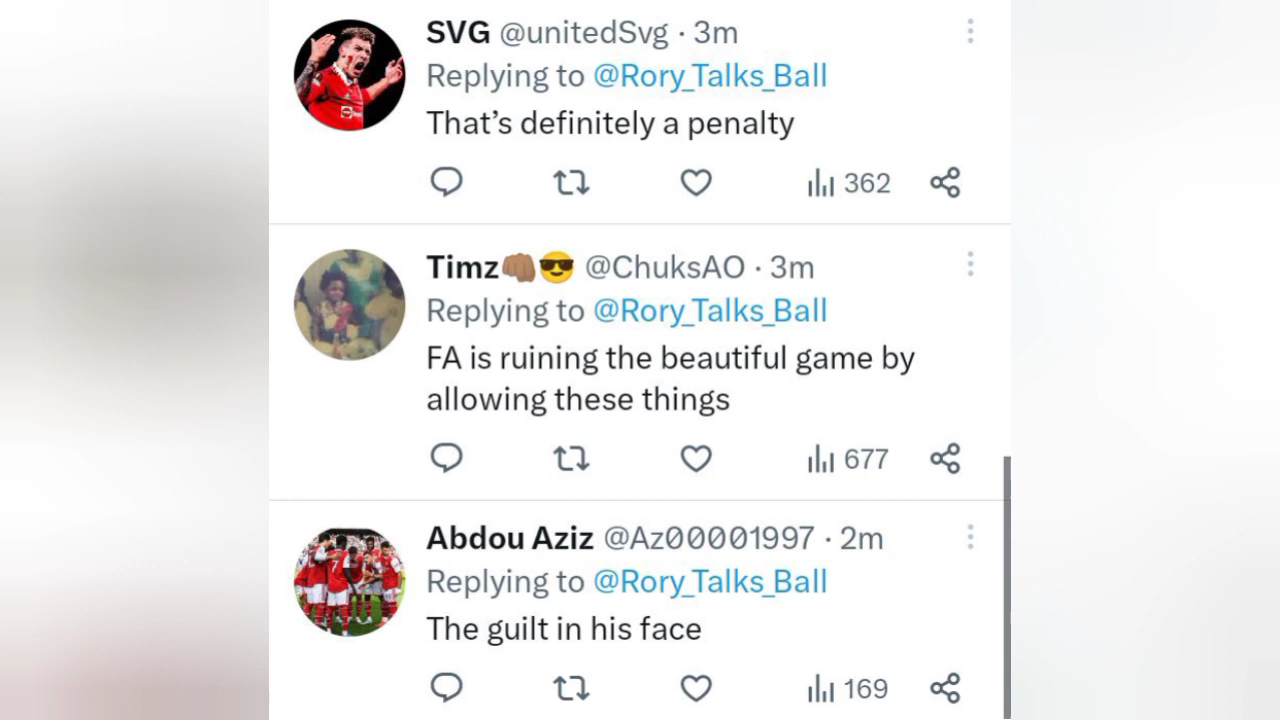 SVG @unitedSvg · 3m
Replying to @Rory_Talks_Ball
That’s definitely a penalty
362
Timz👊🏽😎 @ChuksAO · 3m
Replying to @Rory_Talks_Ball
FA is ruining the beautiful game by
allowing these things
677
Abdou Aziz @Az00001997 · 2m
Replying to @Rory_Talks_Ball
The guilt in his face
169